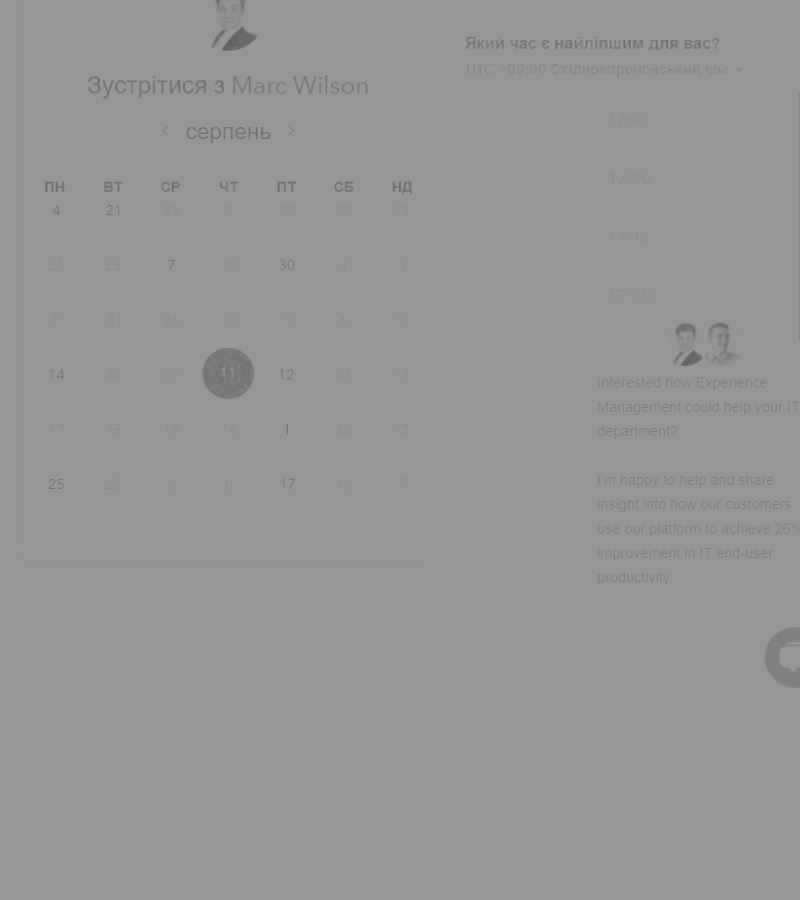 Зустрітися з Marc Wilson
серпень
ПН ВТ СР ЧТ ПТ СБ НД
4 21 25 2 22 28 13
21 26 7 30 30 4 3
31 31 26 23 11 6 11
14 22 20 11 12 25 13
17 15 18 16 1 28 13
25 25 8 8 17 16 7
Який час є найліпшим для вас?
UTC +03:00 Східноєвропейський час
16:45
17:00
17:15
17:30
Interested how Experience
Management could help your IT
department?
I'm happy to help and share
insight into how our customers
use our platform to achieve 26%
improvement in IT end-user
productivity.